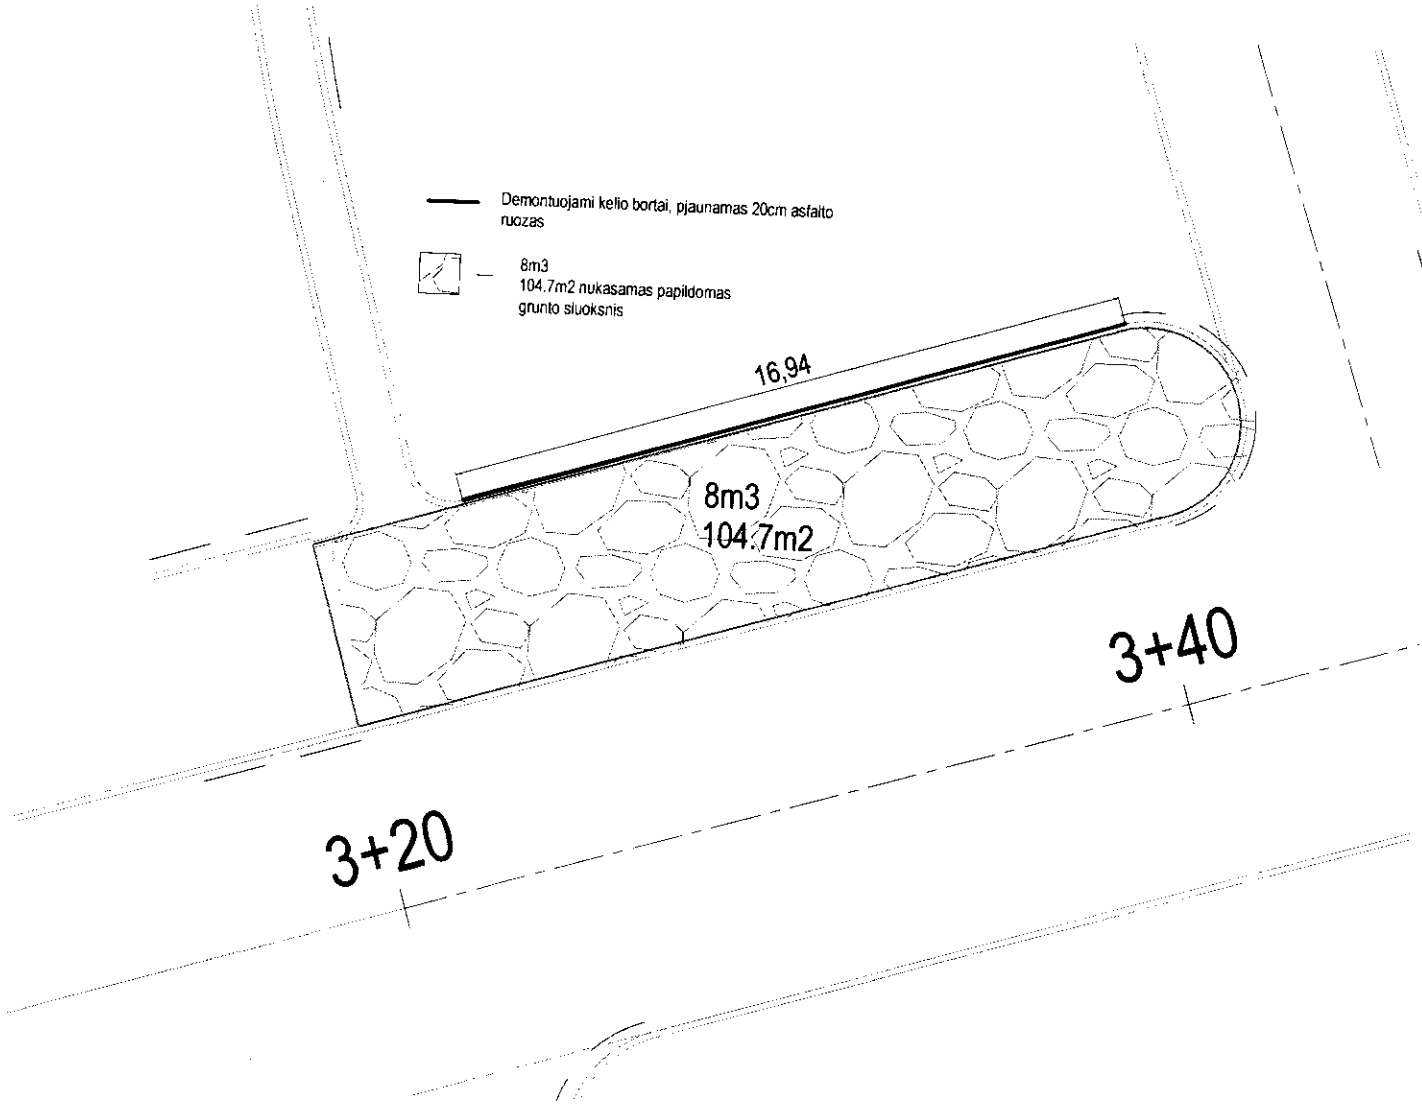 Demontuojami kelio bortai, pjaunamas 20cm asfalto
ruozas
8m3
104.7m2 nukasamas papildomas
grunto sluoksnis
16,94
8m3
104.7m2
3+40
3+20